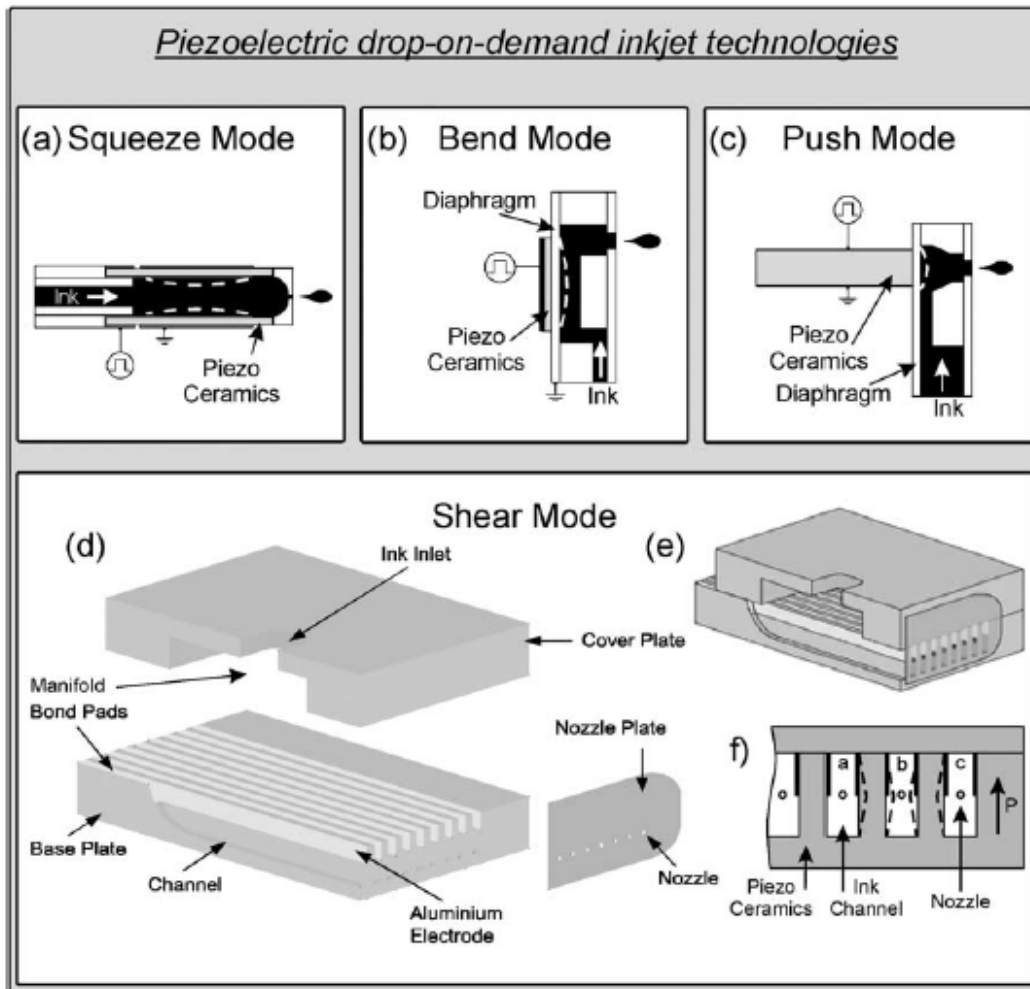 Piezoelectric drop-on-demand inkjet technologies
(a) Squeeze Mode
Ink
Piezo
Ceramics
(b) Bend Mode
Diaphragm
Piezo
Ceramics
Ink
(c) Push Mode
Piezo
Ceramics
Diaphragm
Ink
Shear Mode
(d)
Ink Inlet
Cover Plate
Manifold
Bond Pads
Nozzle Plate
Base Plate
Channel
Nozzle
Aluminium
Electrode
(e)
f)
a
b
c
P
Piezo
Ceramics
Ink
Channel
Nozzle